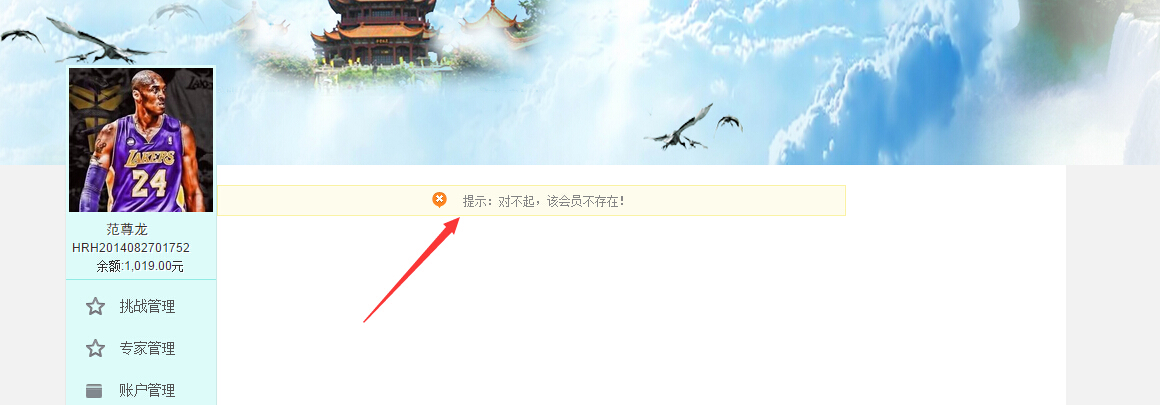 LAKERS
24
提示：对不起，该会员不存在！
范尊龙
HRH2014082701752
余额:1,019.00元
挑战管理
专家管理
账户管理